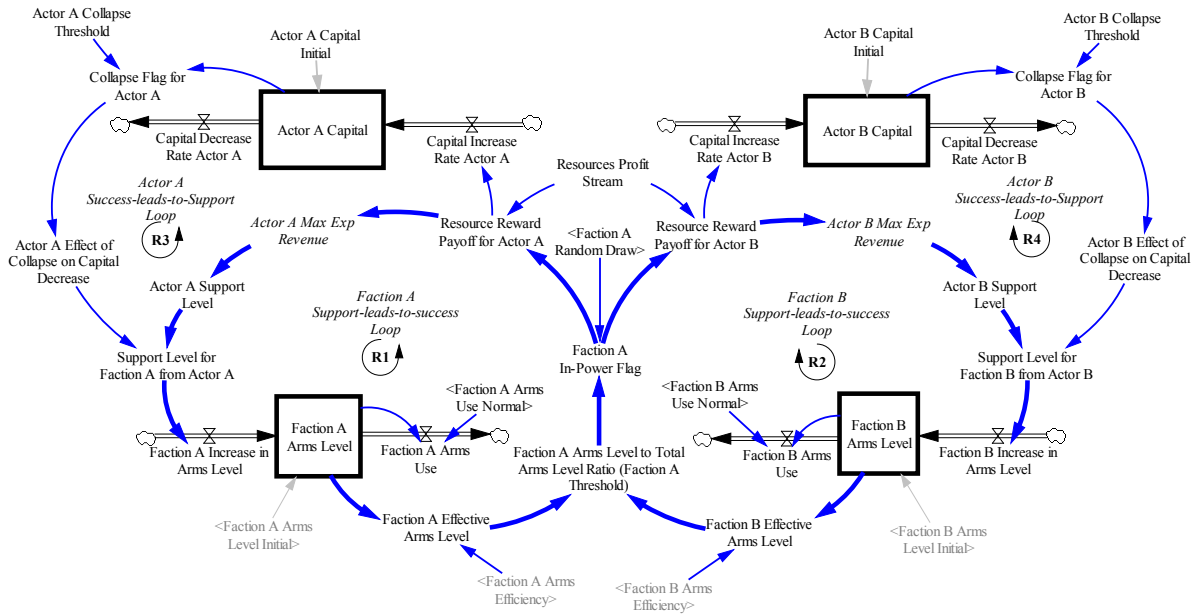 Actor A Collapse
Threshold
Actor A Capital
Initial
Actor B Capital
Initial
Actor B Collapse
Threshold
Collapse Flag for
Actor A
Collapse Flag for
Actor B
Actor A Capital
Actor B Capital
Capital Decrease
Rate Actor A
Capital Increase
Rate Actor A
Capital Increase
Rate Actor B
Capital Decrease
Rate Actor B
Resources Profit
Stream
Actor A
Success-leads-to-Support
Loop
R3
Actor B
Success-leads-to-Support
Loop
R4
Actor A Max Exp
Revenue
Resource Reward
Payoff for Actor A
<Faction A
Random Draw>
Resource Reward
Payoff for Actor B
Actor B Max Exp
Revenue
Actor A Effect of
Collapse on Capital
Decrease
Actor B Effect of
Collapse on Capital
Decrease
Actor A Support
Level
Actor B Support
Level
Faction A
Support-leads-to-success
Loop
R1
Faction B
Support-leads-to-success
Loop
R2
Support Level for
Faction A from Actor A
Faction A
In-Power Flag
Support Level for
Faction B from Actor B
<Faction A Arms
Use Normal>
<Faction B Arms
Use Normal>
Faction A
Arms Level
Faction B
Arms Level
Faction A Increase in
Arms Level
Faction A Arms
Use
Faction A Arms Level to Total
Arms Level Ratio (Faction A
Threshold)
Faction B Arms
Use
Faction B Increase in
Arms Level
<Faction A Arms
Level Initial>
Faction A Effective
Arms Level
Faction B Effective
Arms Level
<Faction B Arms
Level Initial>
<Faction A Arms
Efficiency>
<Faction B Arms
Efficiency>